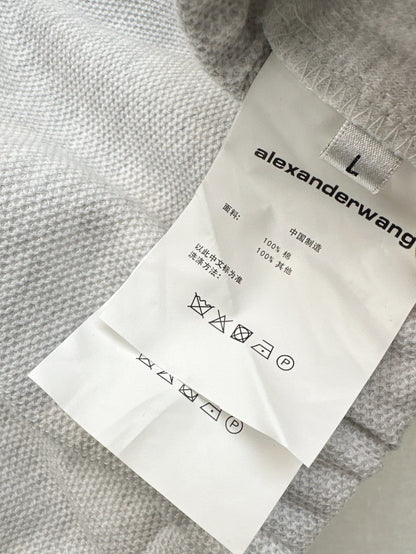 alexanderwang
L
中国制造
面料：
100% 棉
100% 其他
以此中文标为准
洗涤方法：
P
P